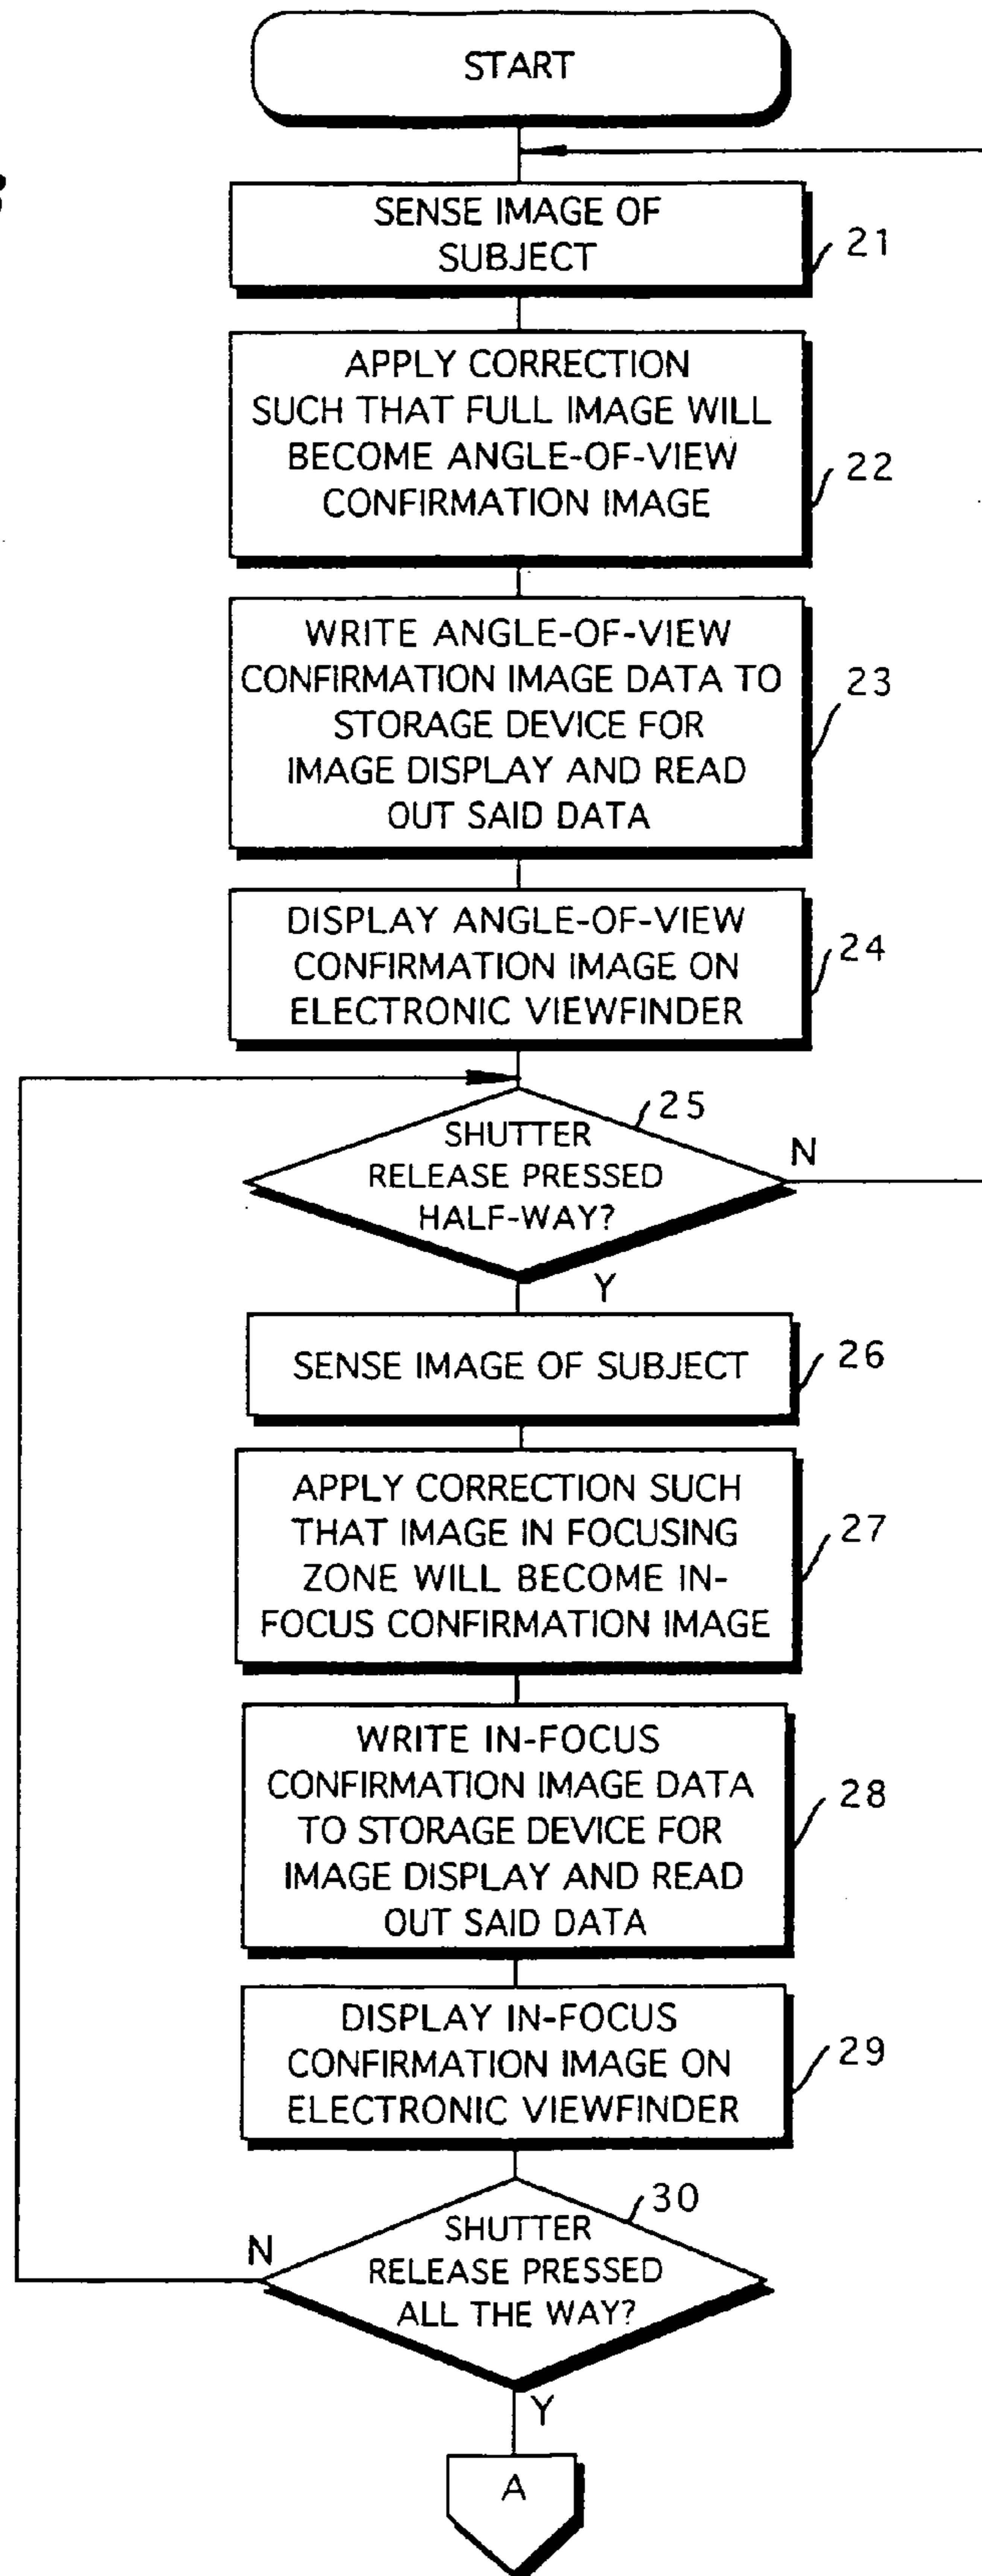 START
SENSE IMAGE OF
SUBJECT
21
APPLY CORRECTION
SUCH THAT FULL IMAGE WILL
BECOME ANGLE-OF-VIEW
CONFIRMATION IMAGE
22
WRITE ANGLE-OF-VIEW
CONFIRMATION IMAGE DATA TO
STORAGE DEVICE FOR
IMAGE DISPLAY AND READ
OUT SAID DATA
23
DISPLAY ANGLE-OF-VIEW
CONFIRMATION IMAGE ON
ELECTRONIC VIEWFINDER
24
25
SHUTTER
RELEASE PRESSED
HALF-WAY?
N
Y
SENSE IMAGE OF SUBJECT
26
APPLY CORRECTION SUCH
THAT IMAGE IN FOCUSING
ZONE WILL BECOME IN-
FOCUS CONFIRMATION IMAGE
27
WRITE IN-FOCUS
CONFIRMATION IMAGE DATA
TO STORAGE DEVICE FOR
IMAGE DISPLAY AND READ
OUT SAID DATA
28
DISPLAY IN-FOCUS
CONFIRMATION IMAGE ON
ELECTRONIC VIEWFINDER
29
30
SHUTTER
RELEASE PRESSED
ALL THE WAY?
N
Y
A